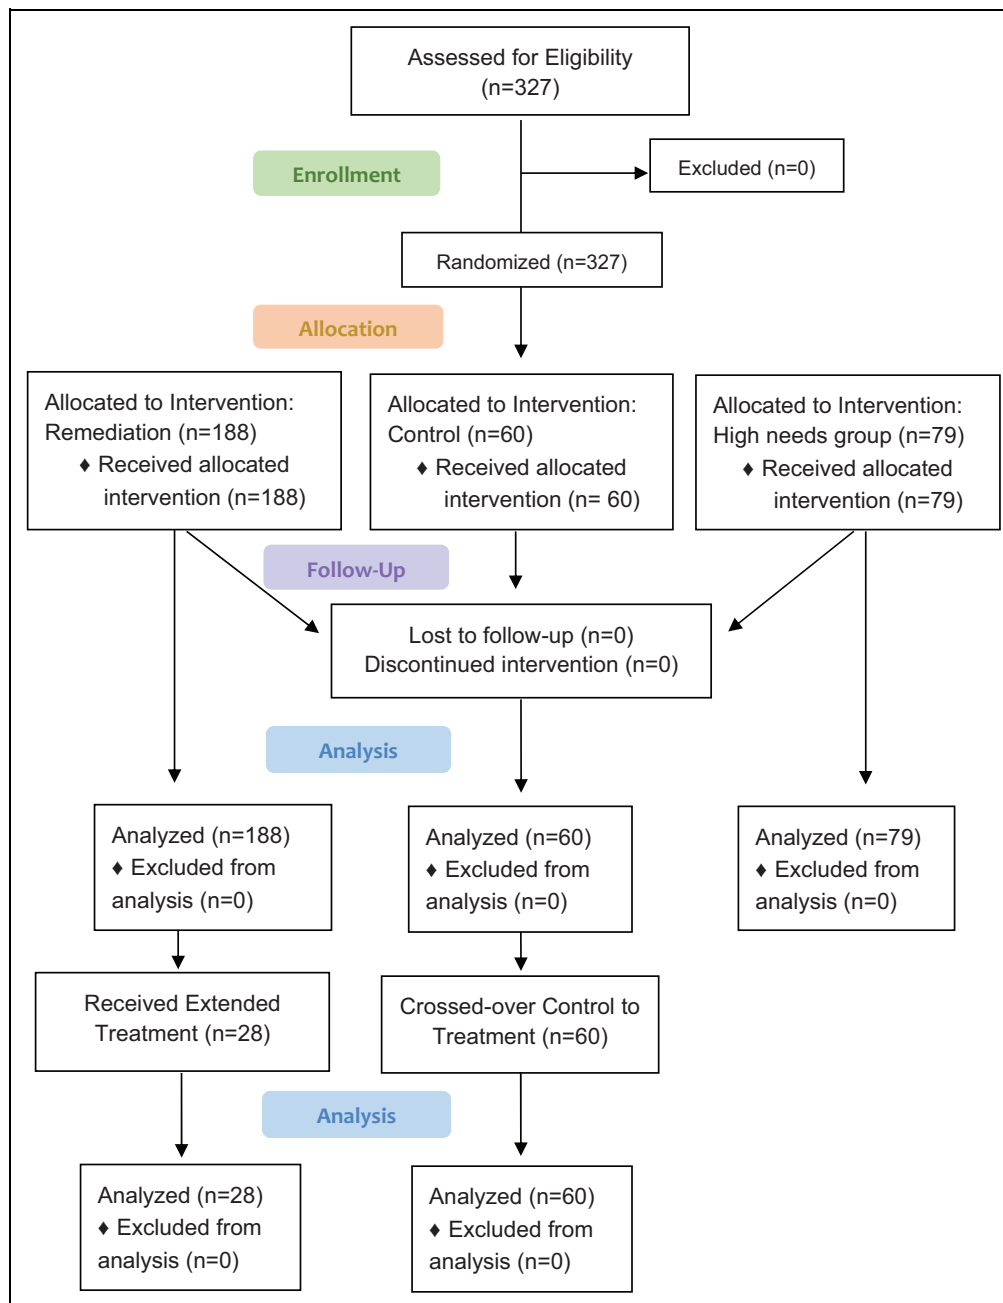 Assessed for Eligibility
(n=327)
Enrollment
Excluded (n=0)
Randomized (n=327)
Allocation
Allocated to Intervention:
Remediation (n=188)
♦ Received allocated
intervention (n=188)
Allocated to Intervention:
Control (n=60)
♦ Received allocated
intervention (n= 60)
Allocated to Intervention:
High needs group (n=79)
♦ Received allocated
intervention (n=79)
Follow-Up
Lost to follow-up (n=0)
Discontinued intervention (n=0)
Analysis
Analyzed (n=188)
♦ Excluded from
analysis (n=0)
Analyzed (n=60)
♦ Excluded from
analysis (n=0)
Analyzed (n=79)
♦ Excluded from
analysis (n=0)
Received Extended
Treatment (n=28)
Crossed-over Control to
Treatment (n=60)
Analysis
Analyzed (n=28)
♦ Excluded from
analysis (n=0)
Analyzed (n=60)
♦ Excluded from
analysis (n=0)